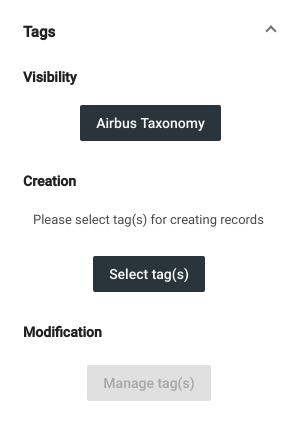 Tags
Visibility
Airbus Taxonomy
Creation
Please select tag(s) for creating records
Select tag(s)
Modification
Manage tag(s)